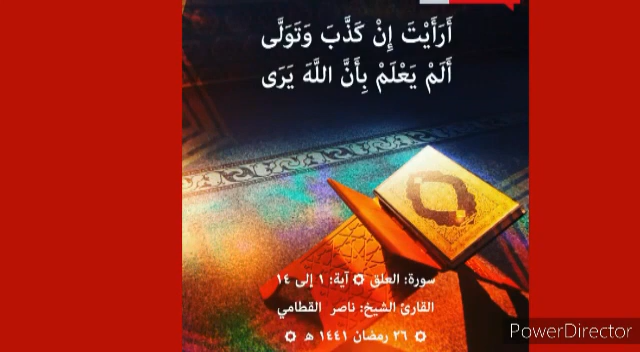 أَرَأَيْتَ إِنْ كَذَّبَ وَتَوَلَّى
أَلَمْ يَعْلَمْ بِأَنَّ اللَّهَ يَرَى
سورة: العلق ۞ آية: ١ إلى ١٤
القارئ الشيخ: ناصر القطامي
۞ ٢٦ رمضان ١٤٤١ هـ ۞
PowerDirector